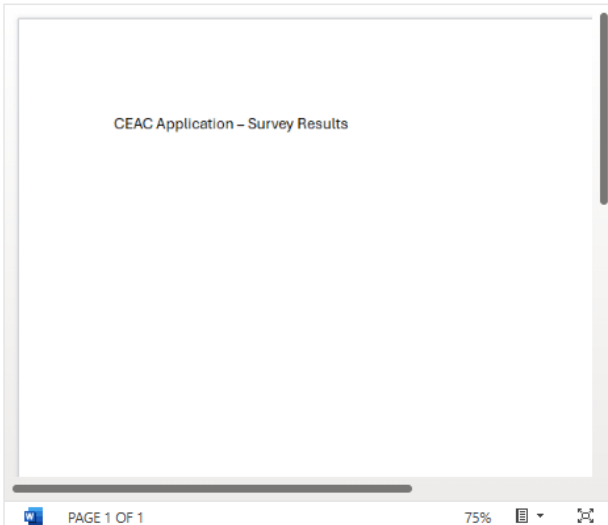 CEAC Application – Survey Results
PAGE 1 OF 1
75%